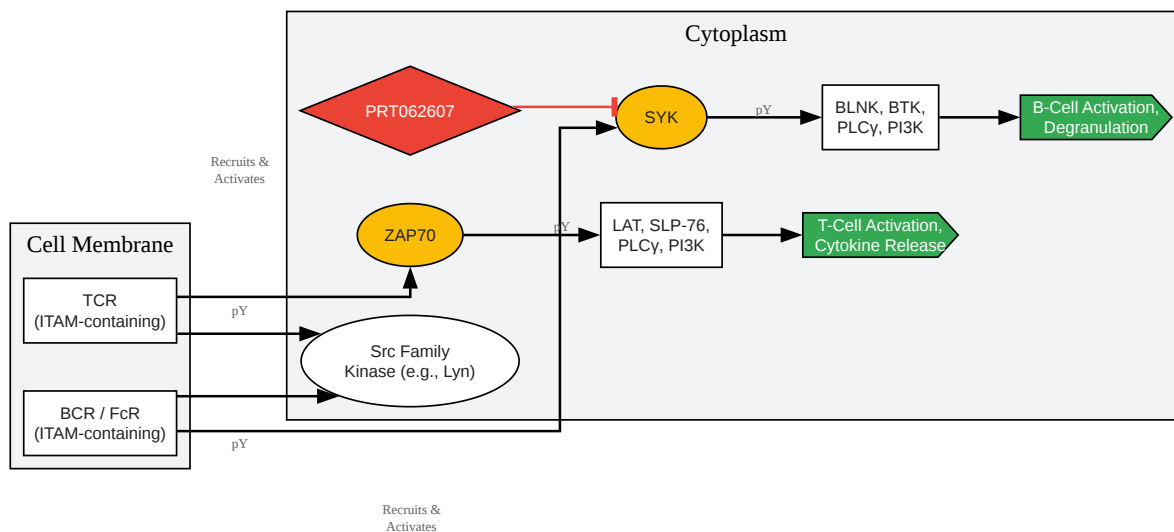 Cytoplasm
PRT062607
SYK
pY
BLNK, BTK,
PLCγ, PI3K
B-Cell Activation,
Degranulation
Recruits &
Activates
ZAP70
pY
LAT, SLP-76,
PLCγ, PI3K
T-Cell Activation,
Cytokine Release
Cell Membrane
TCR
(ITAM-containing)
pY
Src Family
Kinase (e.g., Lyn)
BCR / FcR
(ITAM-containing)
pY
Recruits &
Activates